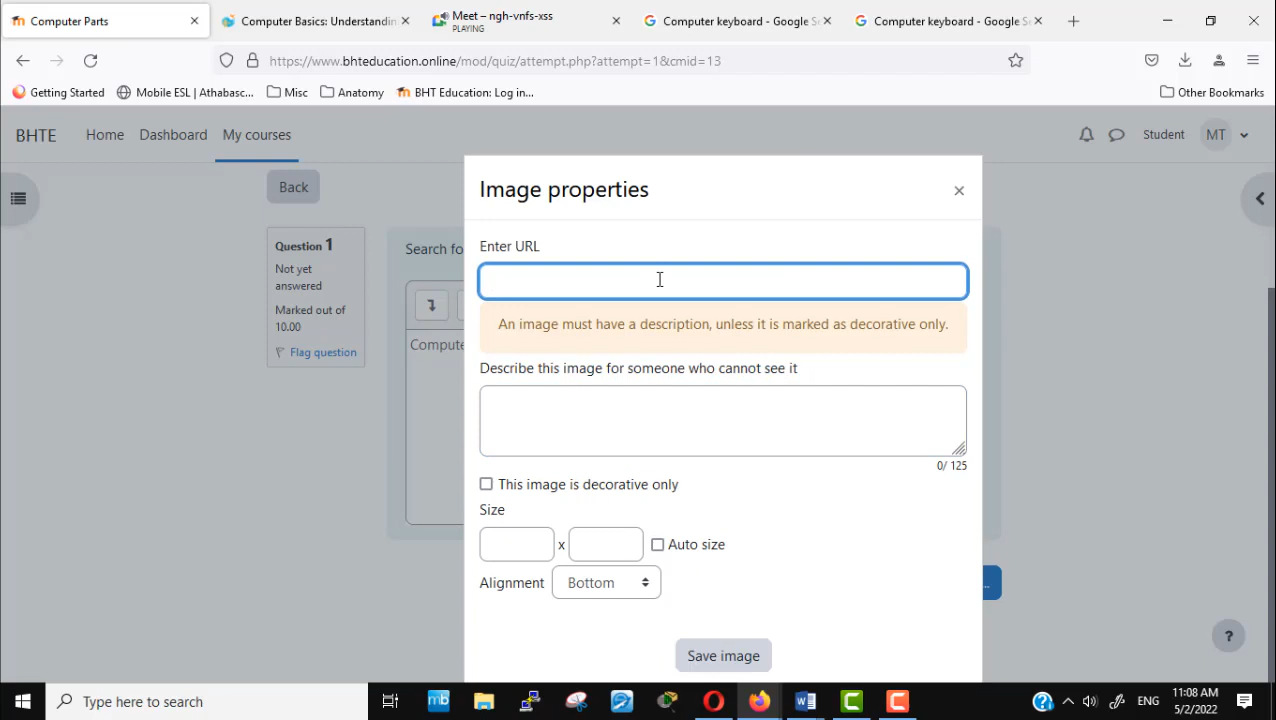 Computer Parts
Computer Basics: Understandin
Meet – ngh-vnfs-xss
PLAYING
Computer keyboard - Google Se
Computer keyboard - Google Se
https://www.bhteducation.online/mod/quiz/attempt.php?attempt=1&cmid=13
Getting Started
Mobile ESL | Athabasc...
Misc
Anatomy
BHT Education: Log in...
Other Bookmarks
BHTE
Home
Dashboard
My courses
Student
MT
Back
Image properties
Question 1
Not yet
answered
Marked out of
10.00
Flag question
Search fo
Compute
Enter URL
An image must have a description, unless it is marked as decorative only.
Describe this image for someone who cannot see it
0/ 125
This image is decorative only
Size
x
Auto size
Alignment
Bottom
Save image
?
Type here to search
mb
W
C
C
ENG
11:08 AM
5/2/2022